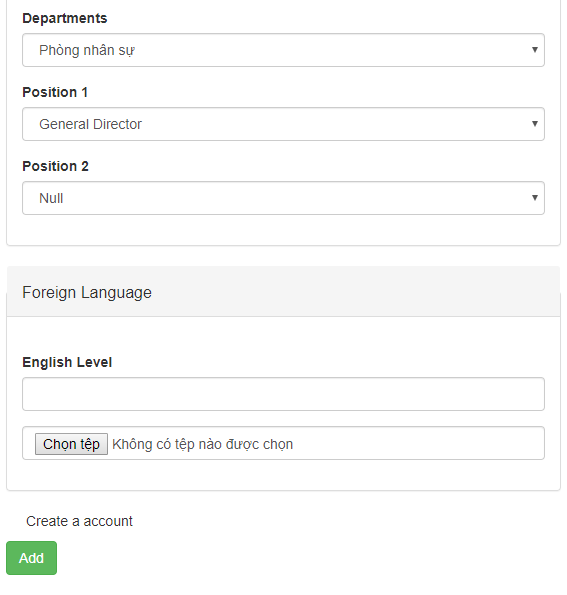 Departments
Phòng nhân sự
Position 1
General Director
Position 2
Null
Foreign Language
English Level
Chọn tệp Không có tệp nào được chọn
Create a account
Add